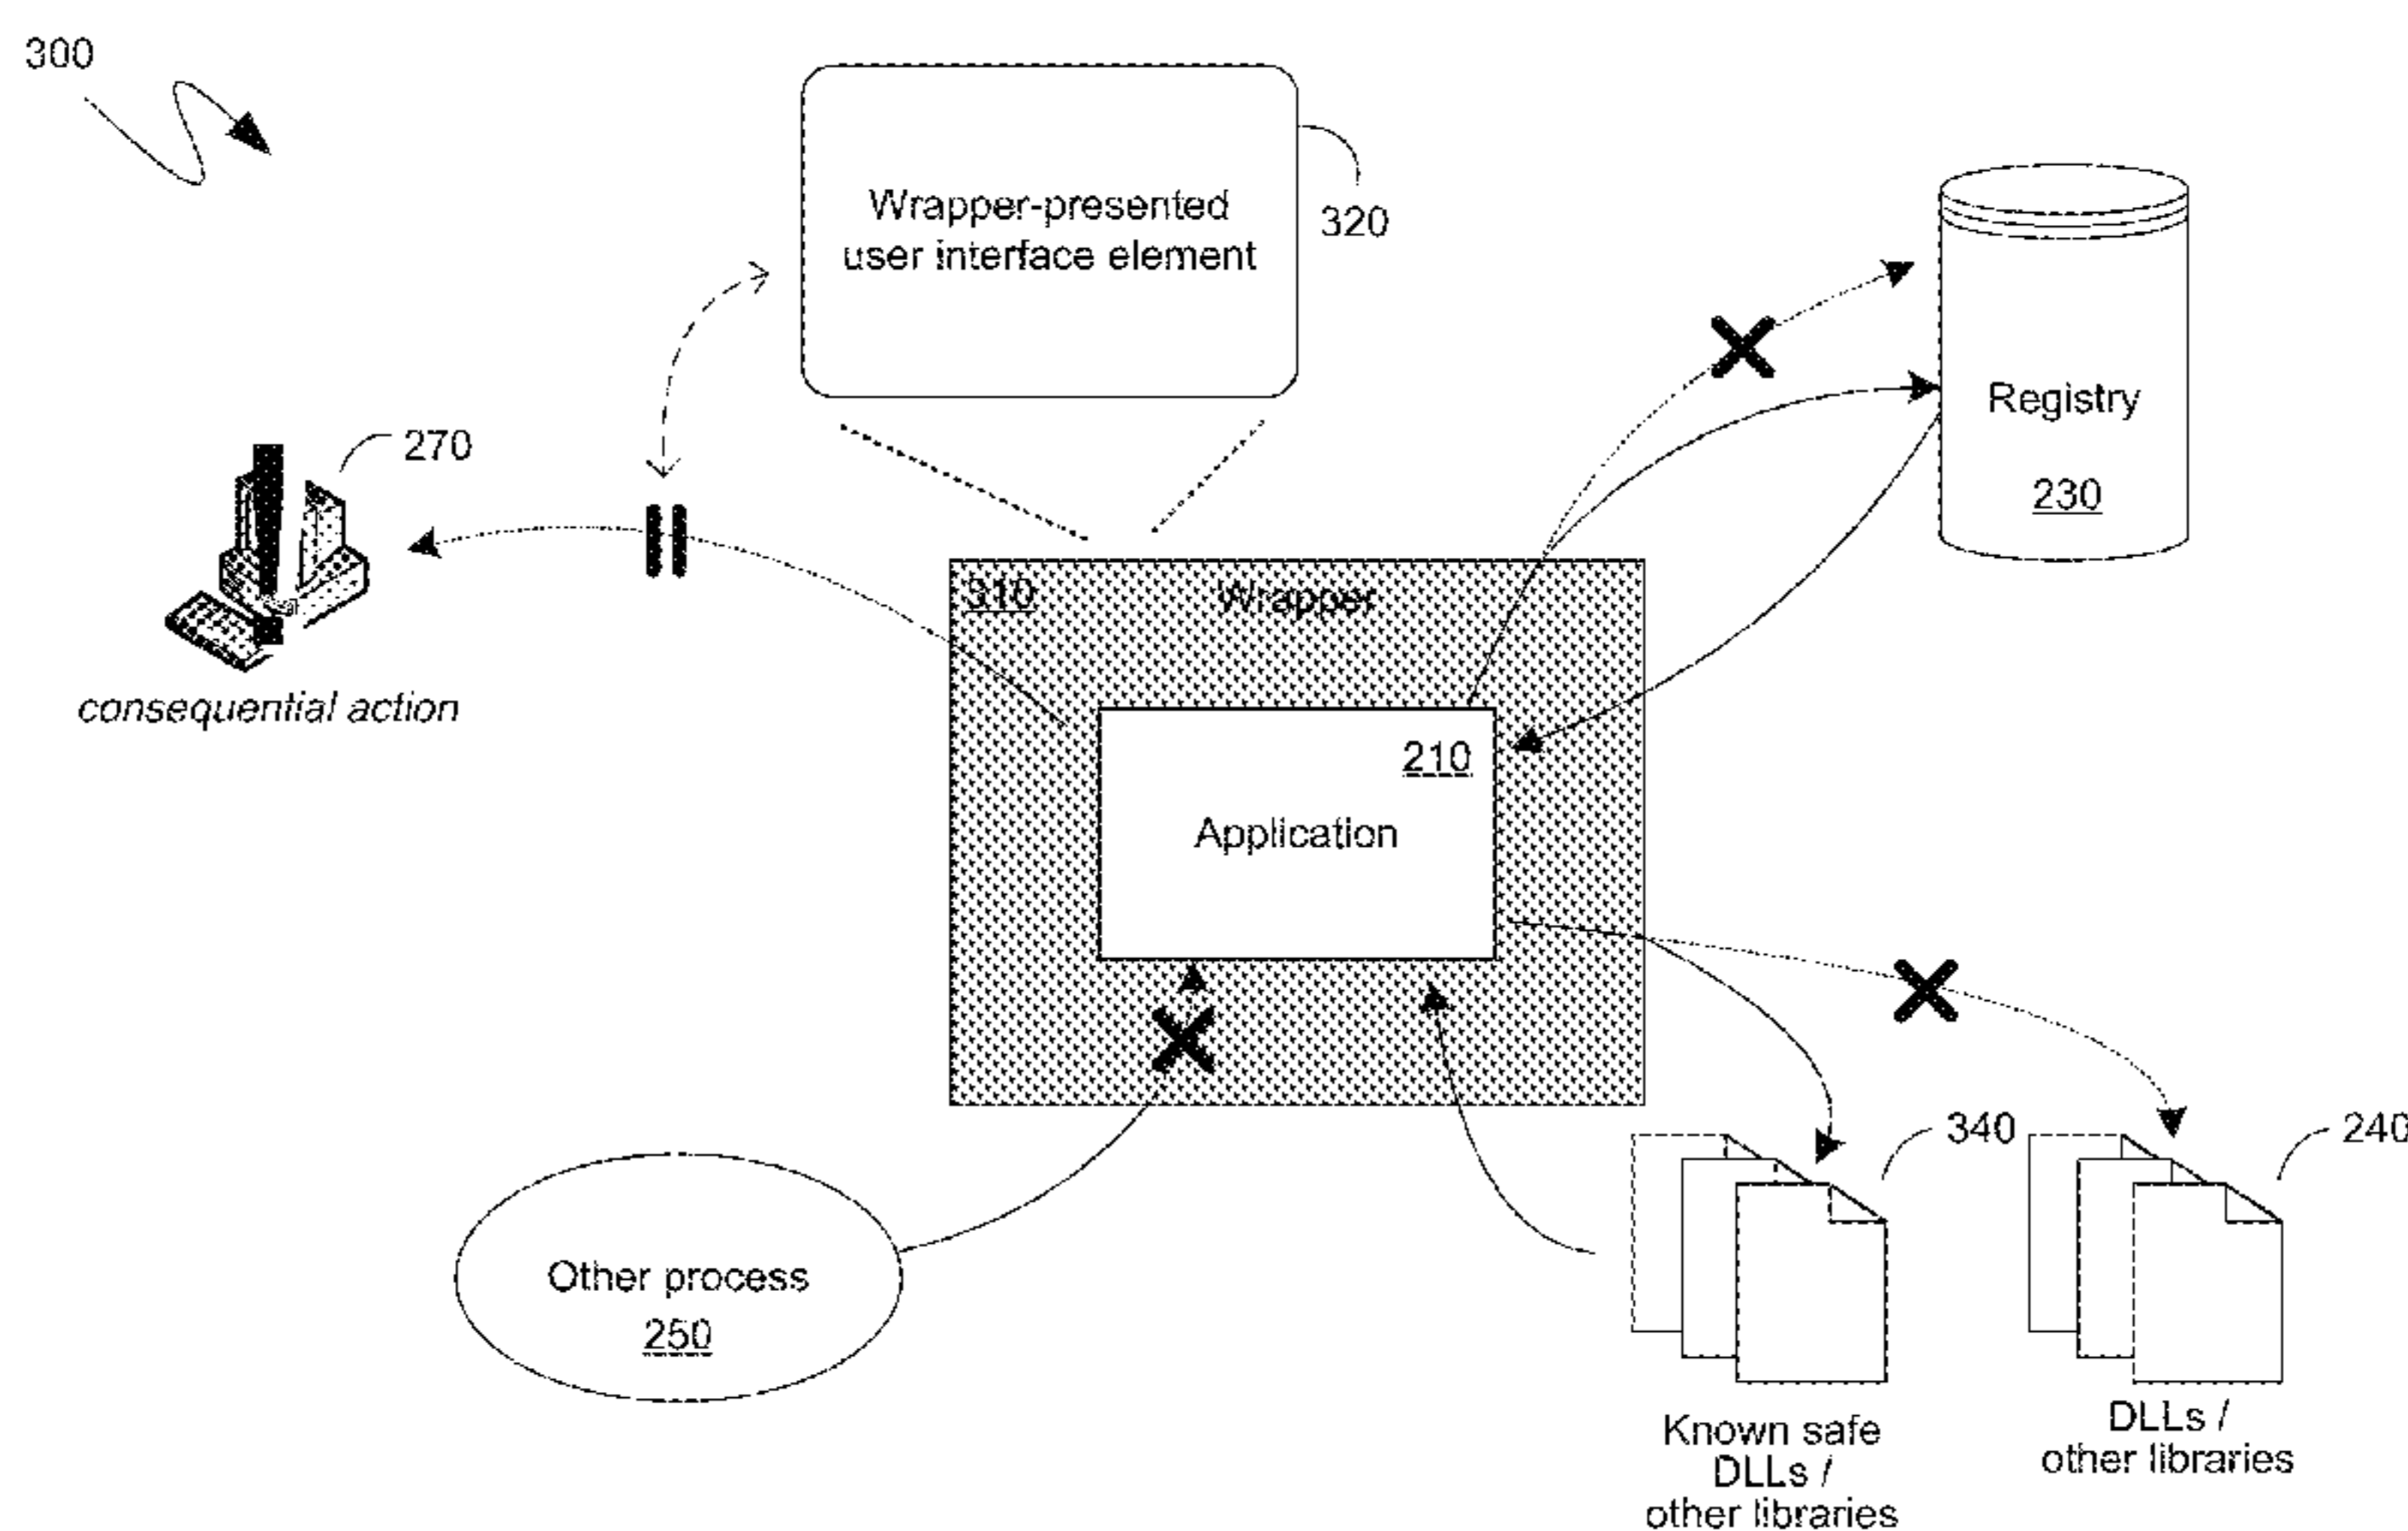 300
Wrapper-presented
user interface element
320
Registry
230
270
consequential action
310
Wrapper
210
Application
Other process
250
340
240
Known safe
DLLs /
other libraries
DLLs /
other libraries